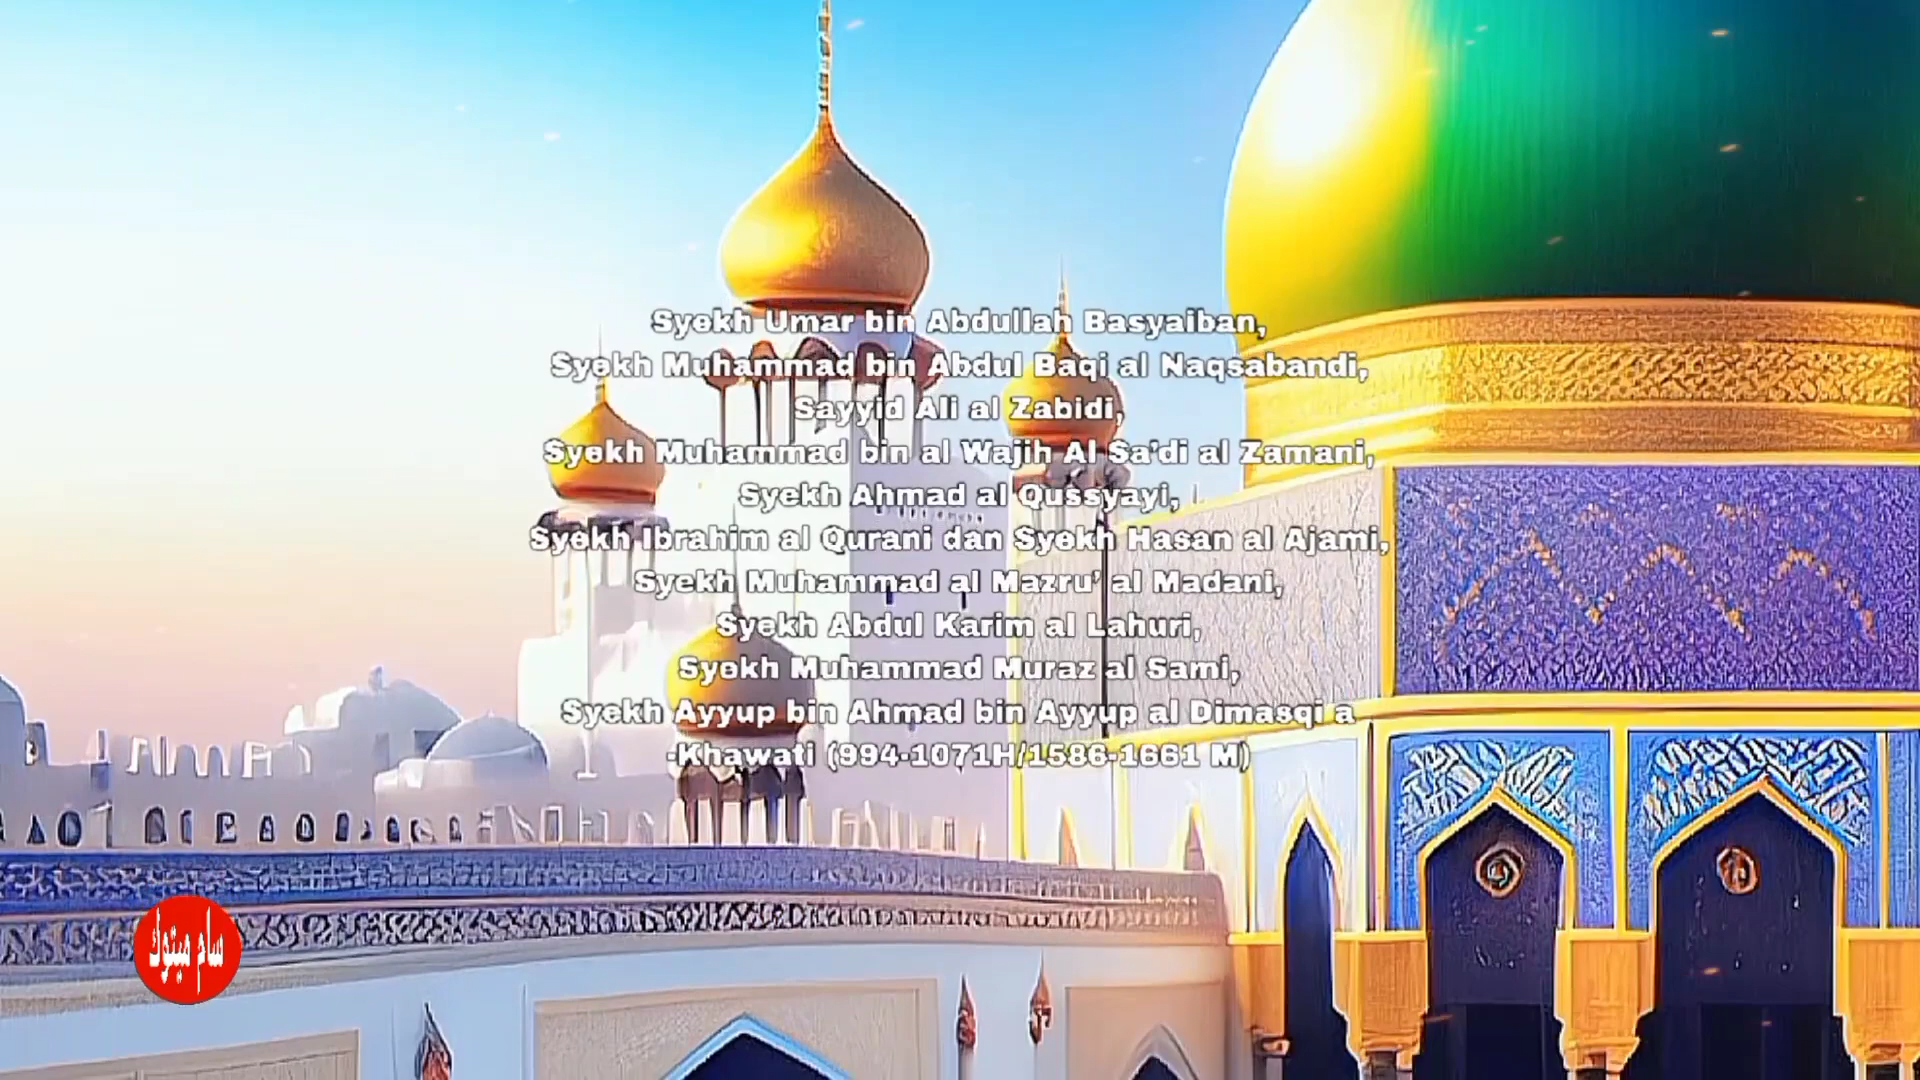 Syekh Umar bin Abdullah Basyaiban,
Syekh Muhammad bin Abdul Baqi al Naqsabandi,
Sayyid Ali al Zabidi,
Syekh Muhammad bin al Wajih Al Sa'di al Zamani,
Syekh Ahmad al Qussyayi,
Syekh Ibrahim al Qurani dan Syekh Hasan al Ajami,
Syekh Muhammad al Mazru' al Madani,
Syekh Abdul Karim al Lahuri,
Syekh Muhammad Muraz al Sami,
Syekh Ayyup bin Ahmad bin Ayyup al Dimasqi a
-Khawati (994-1071H/1586-1661 M)
سام ميتوك